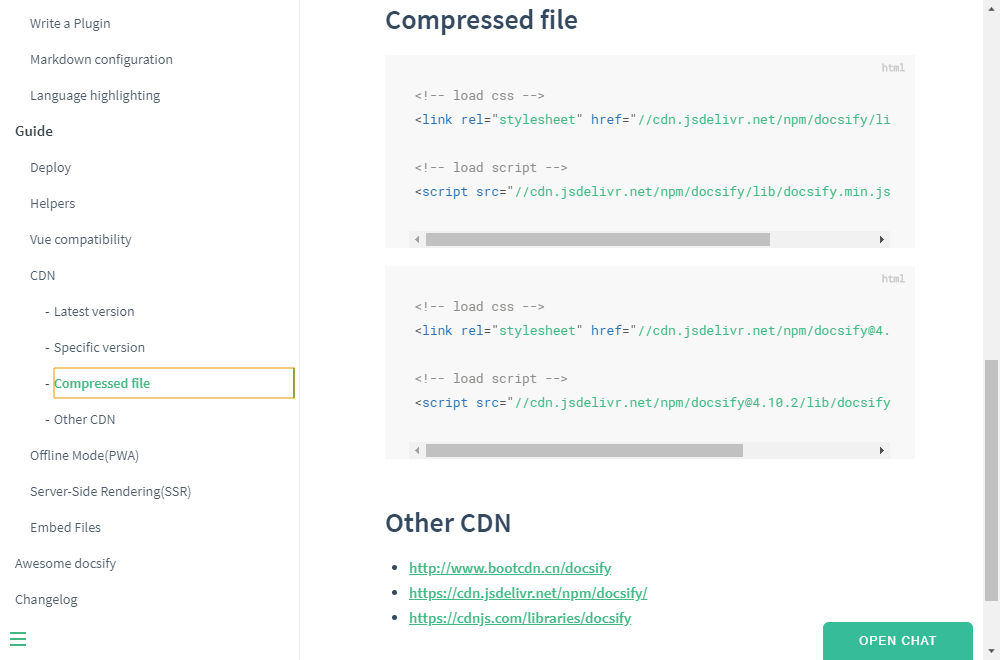 Write a Plugin
Markdown configuration
Language highlighting
Guide
Deploy
Helpers
Vue compatibility
CDN
- Latest version
- Specific version
- Compressed file
- Other CDN
Offline Mode(PWA)
Server-Side Rendering(SSR)
Embed Files
Awesome docsify
Changelog
Compressed file
html
<!-- load css -->
<link rel="stylesheet" href="//cdn.jsdelivr.net/npm/docsify/li
<!-- load script -->
<script src="//cdn.jsdelivr.net/npm/docsify/lib/docsify.min.js
html
<!-- load css -->
<link rel="stylesheet" href="//cdn.jsdelivr.net/npm/docsify@4.
<!-- load script -->
<script src="//cdn.jsdelivr.net/npm/docsify@4.10.2/lib/docsify
Other CDN
http://www.bootcdn.cn/docsify
https://cdn.jsdelivr.net/npm/docsify/
https://cdnjs.com/libraries/docsify
OPEN CHAT